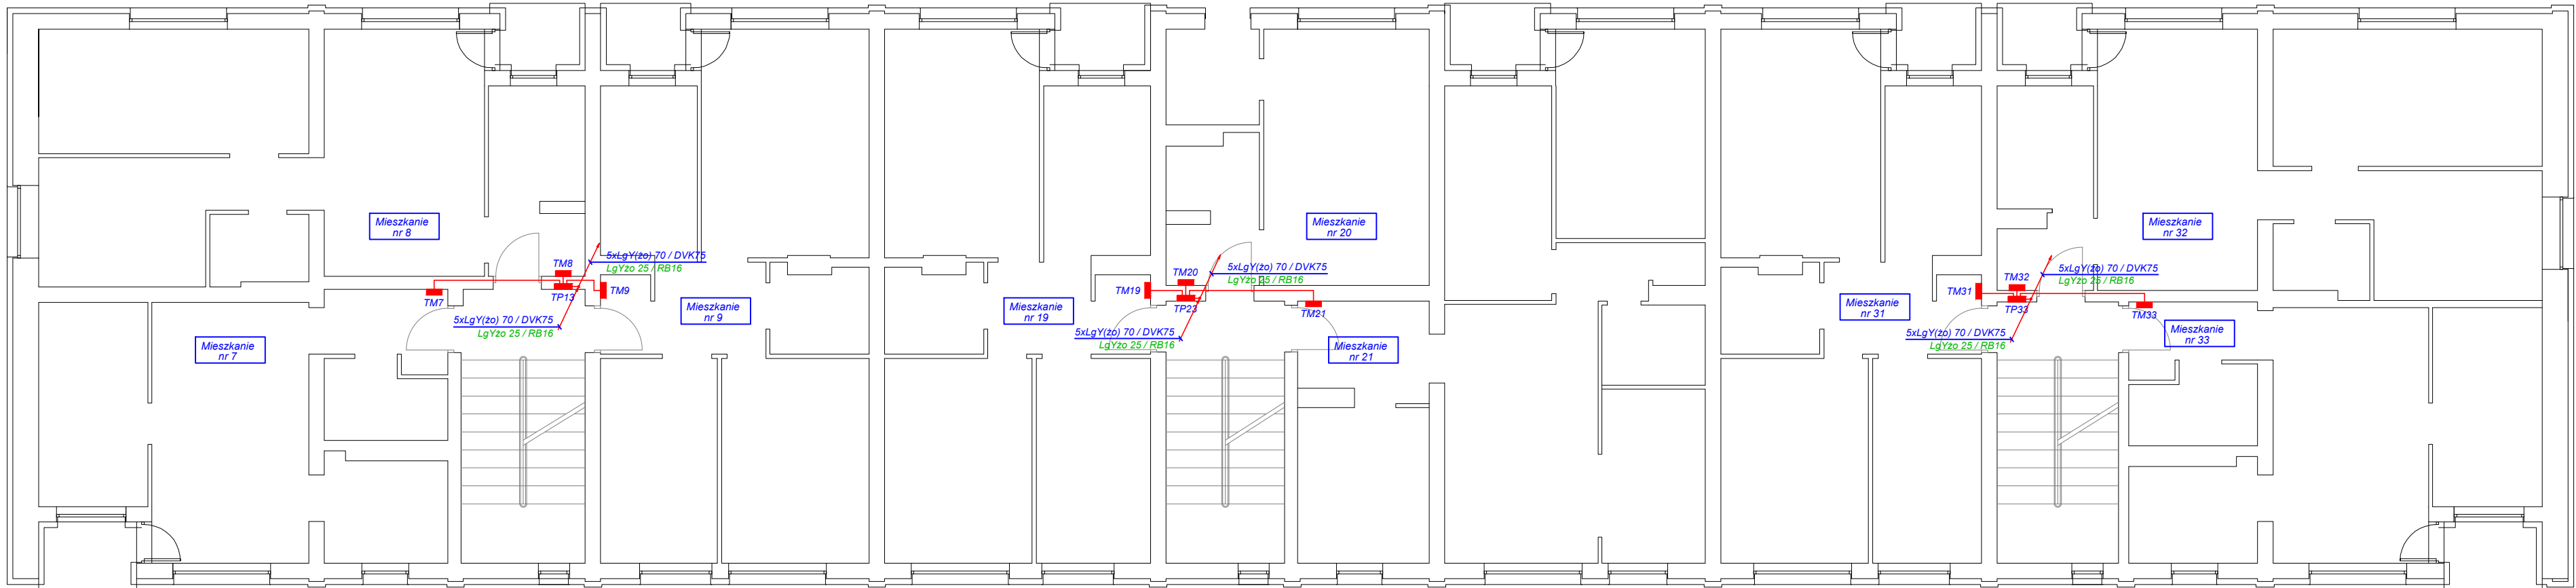 Mieszkanie
nr 8
TM8
5xLgY(żo) 70 / DVK75
LgYżo 25 / RB16
TM7
TP13
TM9
5xLgY(żo) 70 / DVK75
LgYżo 25 / RB16
Mieszkanie
nr 7
Mieszkanie
nr 9
Mieszkanie
nr 19
Mieszkanie
nr 20
TM20
5xLgY(żo) 70 / DVK75
LgYżo 25 / RB16
TM19
TP23
TM21
5xLgY(żo) 70 / DVK75
LgYżo 25 / RB16
Mieszkanie
nr 21
Mieszkanie
nr 31
Mieszkanie
nr 32
TM32
5xLgY(żo) 70 / DVK75
LgYżo 25 / RB16
TM31
TP33
TM33
5xLgY(żo) 70 / DVK75
LgYżo 25 / RB16
Mieszkanie
nr 33